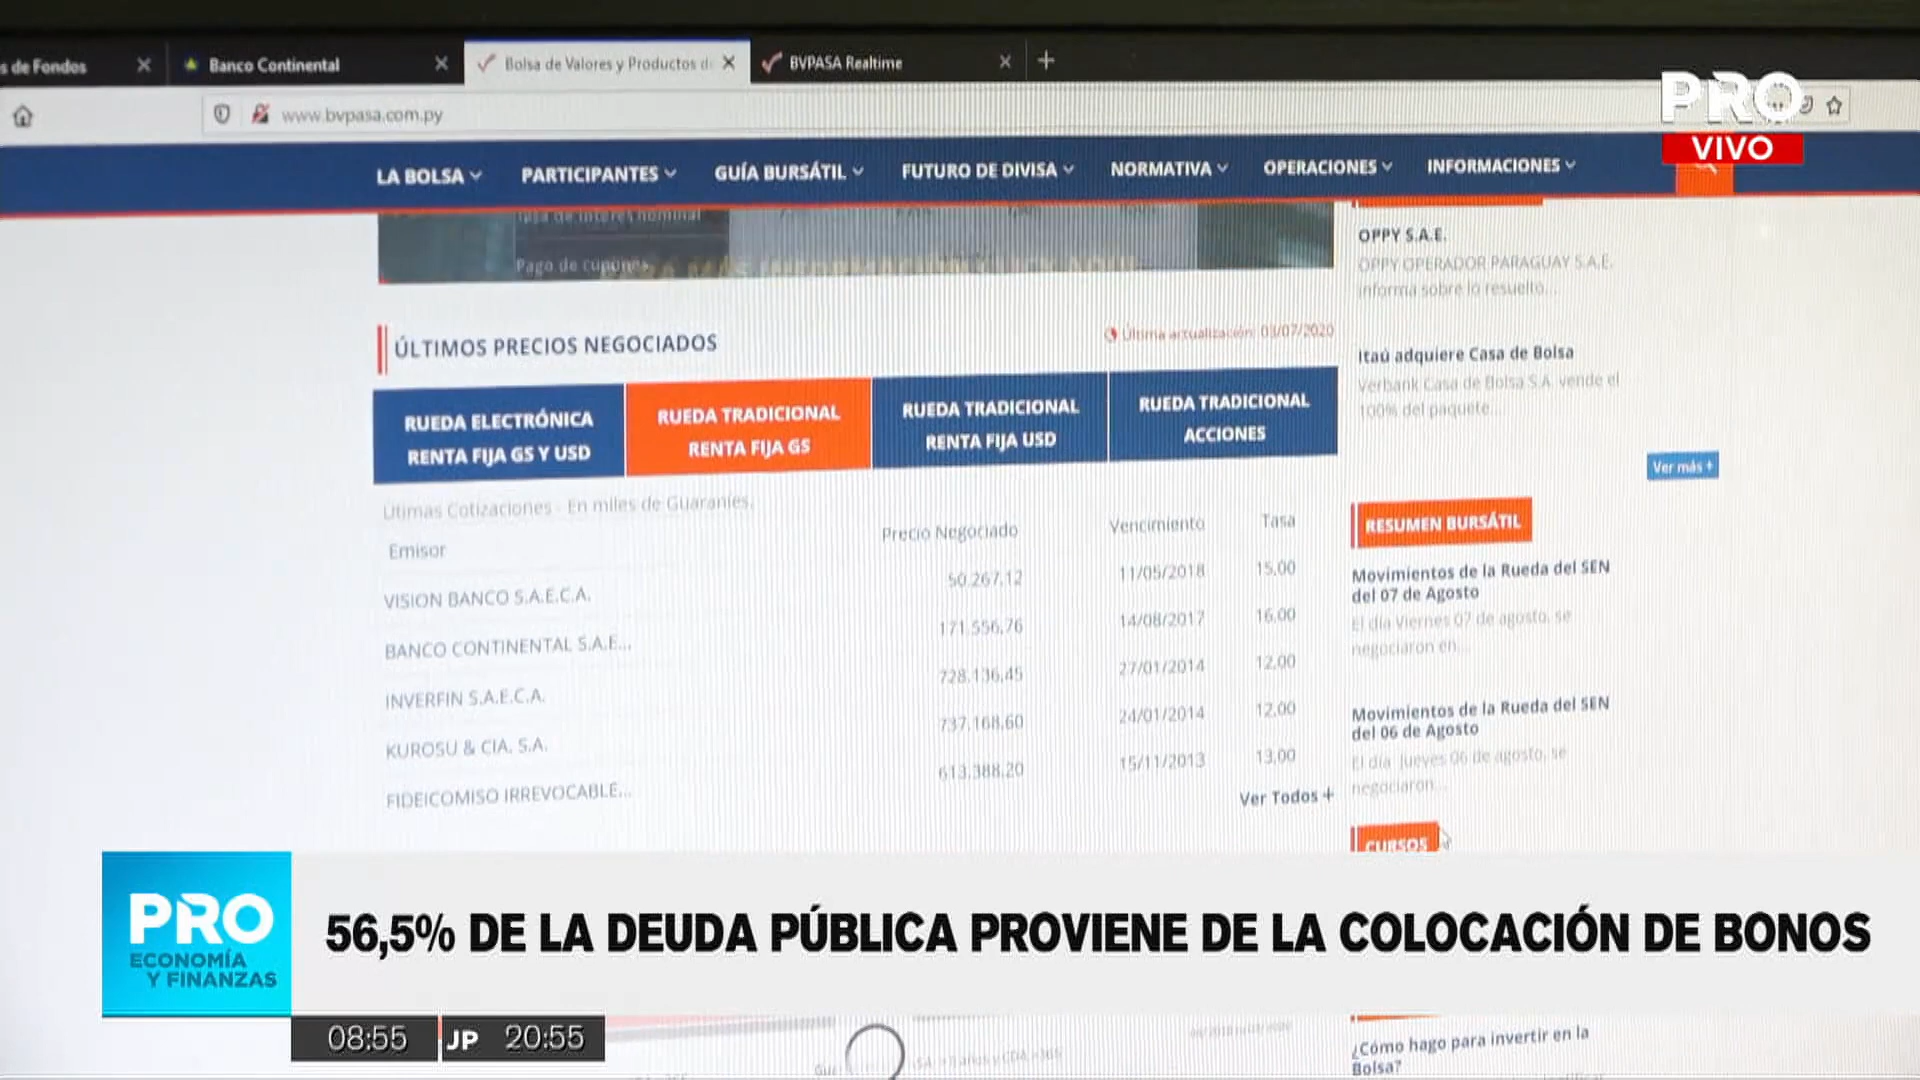 s de Fondos
Banco Continental
Bolsa de Valores y Productos d
BVPASA Realtime
www.bvpasa.com.py
PRO
VIVO
LA BOLSA
PARTICIPANTES
GUÍA BURSÁTIL
FUTURO DE DIVISA
NORMATIVA
OPERACIONES
INFORMACIONES
Tasa de interés nominal
Pago de cupones
OPPY S.A.E.
OPPY OPERADOR PARAGUAY S.A.E.
informa sobre lo resuelto...
Itaú adquiere Casa de Bolsa
Verbank Casa de Bolsa S.A. vende el
100% del paquete...
Ver más +
ÚLTIMOS PRECIOS NEGOCIADOS
Última actualización: 03/07/2020
RUEDA ELECTRÓNICA
RENTA FIJA GS Y USD
RUEDA TRADICIONAL
RENTA FIJA GS
RUEDA TRADICIONAL
RENTA FIJA USD
RUEDA TRADICIONAL
ACCIONES
Útimas Cotizaciones - En miles de Guaraníes.
Emisor Precio Negociado Vencimiento Tasa
VISION BANCO S.A.E.C.A. 50.267,12 11/05/2018 15,00
BANCO CONTINENTAL S.A.E... 171.556,76 14/08/2017 16,00
INVERFIN S.A.E.C.A. 728.136,45 27/01/2014 12,00
KUROSU & CIA. S.A. 737.168,60 24/01/2014 12,00
FIDEICOMISO IRREVOCABLE... 613.388,20 15/11/2013 13,00
Ver Todos +
RESUMEN BURSÁTIL
Movimientos de la Rueda del SEN
del 07 de Agosto
El día Viernes 07 de agosto, se
negociaron en...
Movimientos de la Rueda del SEN
del 06 de Agosto
El día Jueves 06 de agosto, se
negociaron...
CURSOS
PRO
ECONOMÍA
Y FINANZAS
56,5% DE LA DEUDA PÚBLICA PROVIENE DE LA COLOCACIÓN DE BONOS
08:55
JP 20:55
¿Cómo hago para invertir en la
Bolsa?